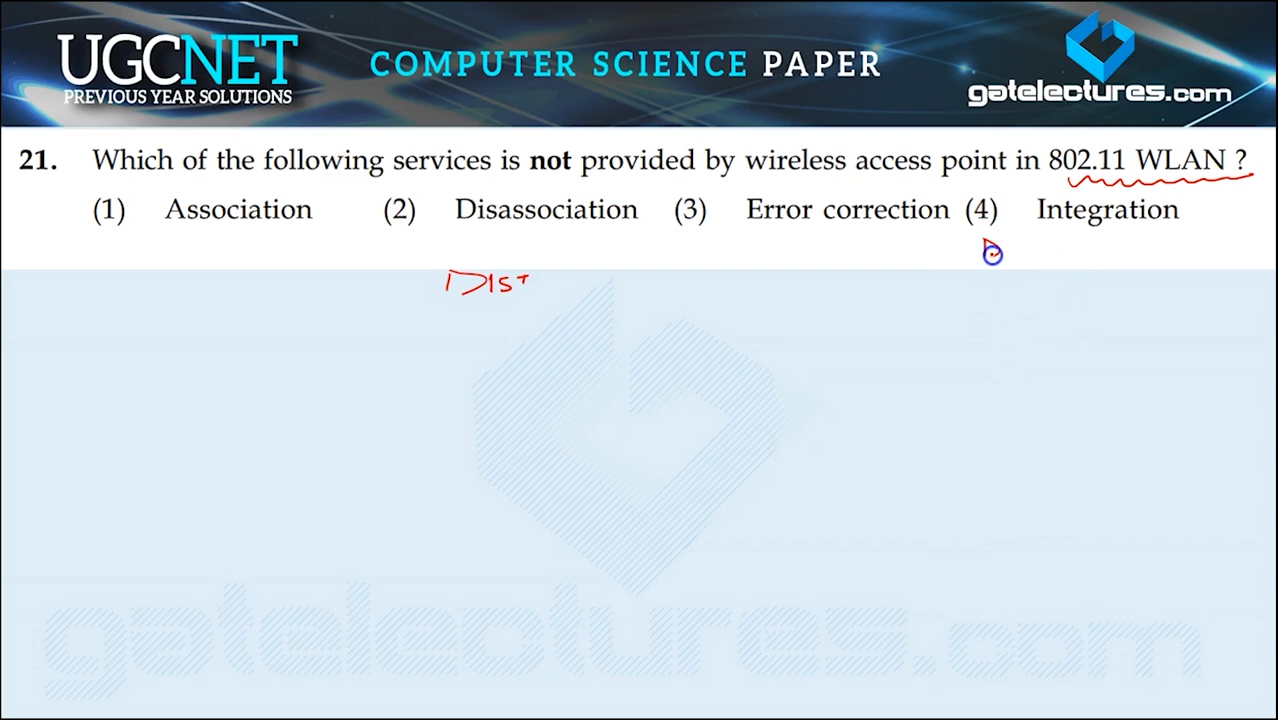 UGCNET
PREVIOUS YEAR SOLUTIONS
COMPUTER SCIENCE PAPER
gatelectures.com
21. Which of the following services is not provided by wireless access point in 802.11 WLAN ?
(1) Association (2) Disassociation (3) Error correction (4) Integration
Dist
gatelectures.com